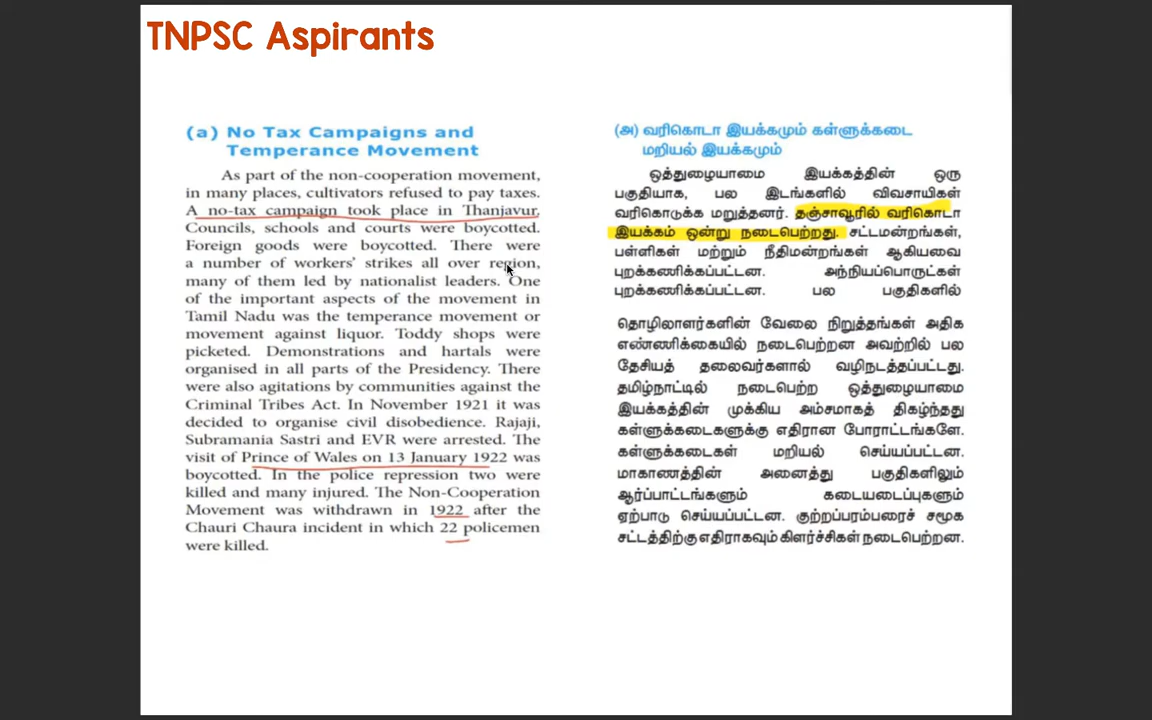 TNPSC Aspirants
(a) No Tax Campaigns and
Temperance Movement
As part of the non-cooperation movement,
in many places, cultivators refused to pay taxes.
A no-tax campaign took place in Thanjavur.
Councils, schools and courts were boycotted.
Foreign goods were boycotted. There were
a number of workers' strikes all over region,
many of them led by nationalist leaders. One
of the important aspects of the movement in
Tamil Nadu was the temperance movement or
movement against liquor. Toddy shops were
picketed. Demonstrations and hartals were
organised in all parts of the Presidency. There
were also agitations by communities against the
Criminal Tribes Act. In November 1921 it was
decided to organise civil disobedience. Rajaji,
Subramania Sastri and EVR were arrested. The
visit of Prince of Wales on 13 January 1922 was
boycotted. In the police repression two were
killed and many injured. The Non-Cooperation
Movement was withdrawn in 1922 after the
Chauri Chaura incident in which 22 policemen
were killed.
(அ) வரிகொடா இயக்கமும் கள்ளுக்கடை
மறியல் இயக்கமும்
ஒத்துழையாமை இயக்கத்தின் ஒரு
பகுதியாக, பல இடங்களில் விவசாயிகள்
வரிகொடுக்க மறுத்தனர். தஞ்சாவூரில் வரிகொடா
இயக்கம் ஒன்று நடைபெற்றது. சட்டமன்றங்கள்,
பள்ளிகள் மற்றும் நீதிமன்றங்கள் ஆகியவை
புறக்கணிக்கப்பட்டன. அந்நியப்பொருட்கள்
புறக்கணிக்கப்பட்டன. பல பகுதிகளில்
தொழிலாளர்களின் வேலை நிறுத்தங்கள் அதிக
எண்ணிக்கையில் நடைபெற்றன அவற்றில் பல
தேசியத் தலைவர்களால் வழிநடத்தப்பட்டது.
தமிழ்நாட்டில் நடைபெற்ற ஒத்துழையாமை
இயக்கத்தின் முக்கிய அம்சமாகத் திகழ்ந்தது
கள்ளுக்கடைகளுக்கு எதிரான போராட்டங்களே.
கள்ளுக்கடைகள் மறியல் செய்யப்பட்டன.
மாகாணத்தின் அனைத்து பகுதிகளிலும்
ஆர்ப்பாட்டங்களும் கடையடைப்புகளும்
ஏற்பாடு செய்யப்பட்டன. குற்றப்பரம்பரைச் சமூக
சட்டத்திற்கு எதிராகவும் கிளர்ச்சிகள் நடைபெற்றன.